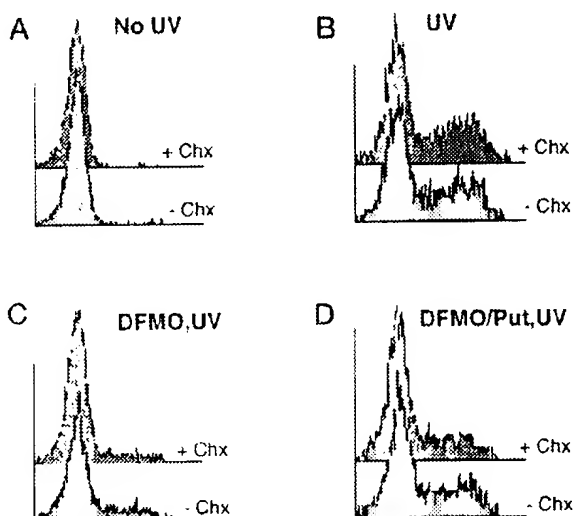 A No UV
+ Chx
- Chx
B UV
+ Chx
- Chx
C DFMO,UV
+ Chx
- Chx
D DFMO/Put,UV
+ Chx
- Chx